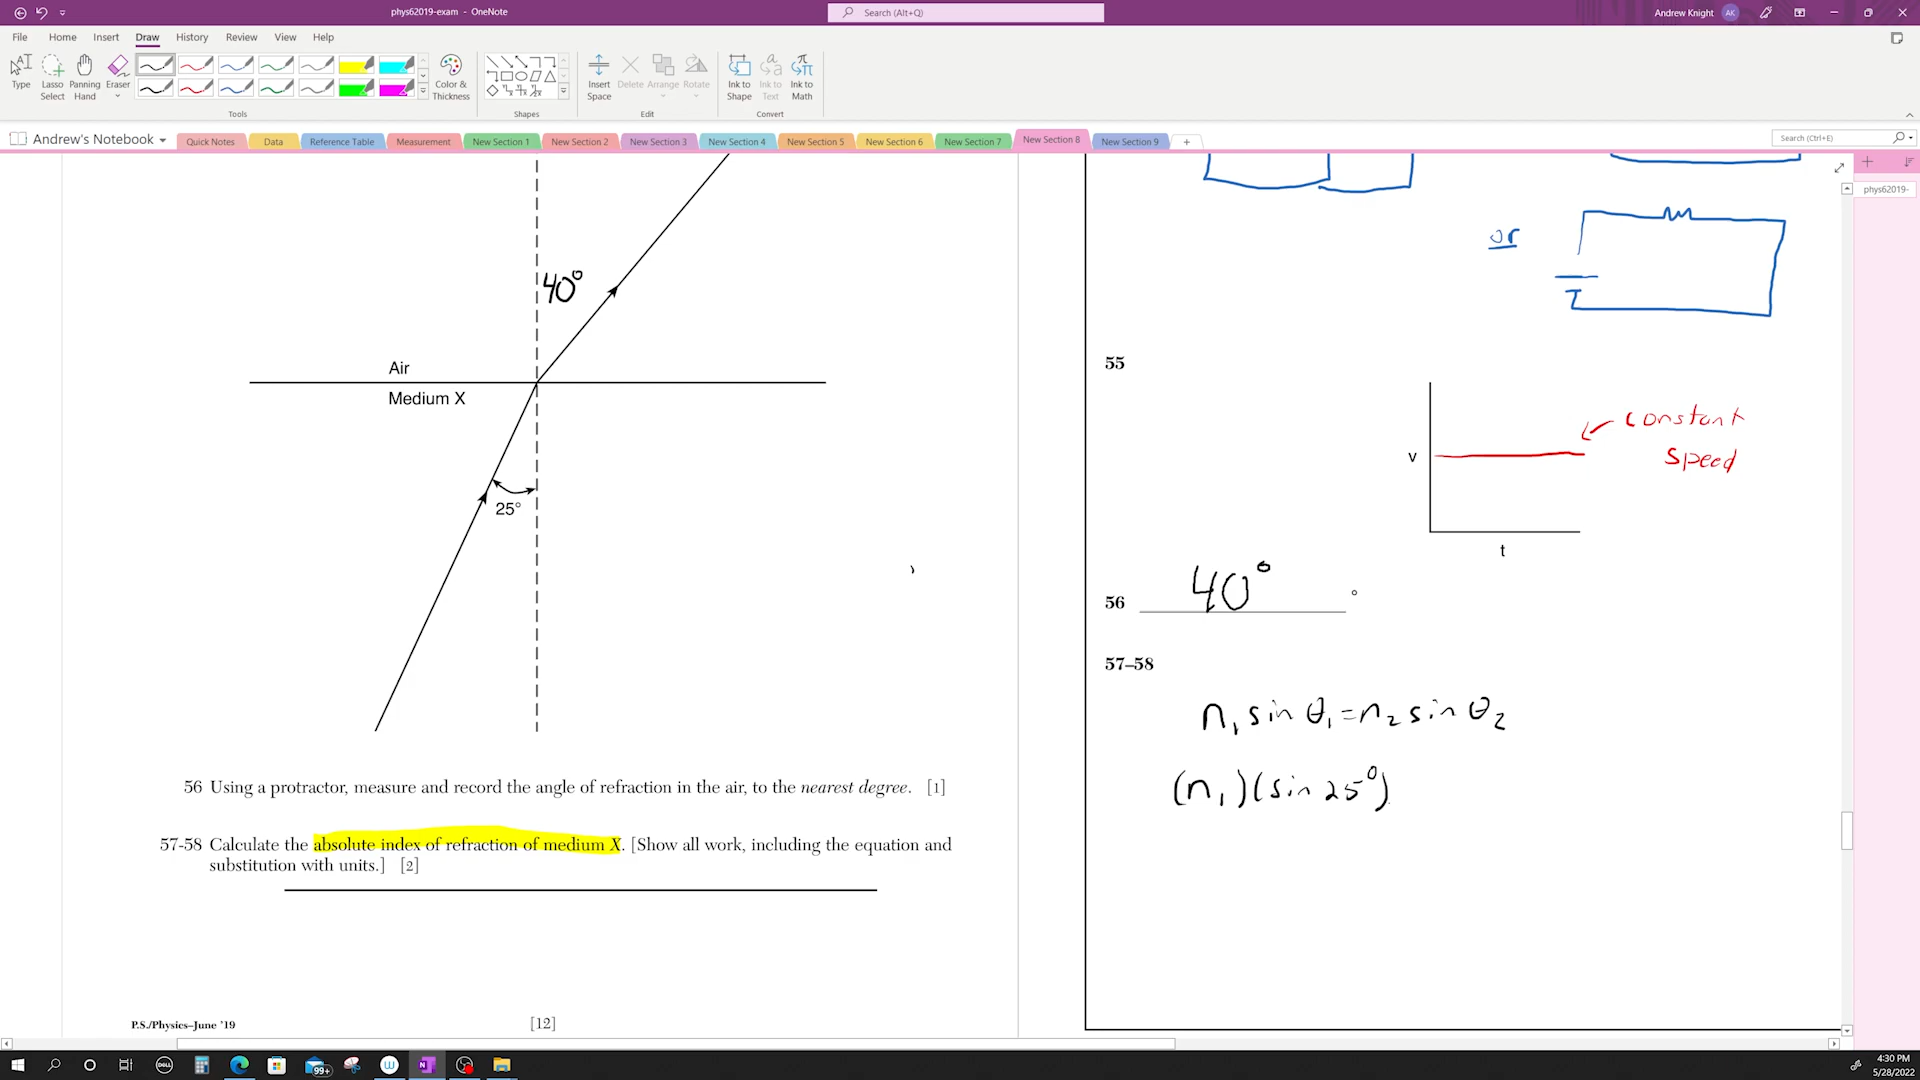 phys62019-exam - OneNote
Search (Alt+Q)
Andrew Knight
AK
File Home Insert Draw History Review View Help
Type
Lasso Select
Panning Hand
Eraser
Color & Thickness
Insert Space
Delete
Arrange
Rotate
Ink to Shape
Ink to Text
Ink to Math
Tools
Shapes
Edit
Convert
Andrew's Notebook
Quick Notes
Data
Reference Table
Measurement
New Section 1
New Section 2
New Section 3
New Section 4
New Section 5
New Section 6
New Section 7
New Section 8
New Section 9
Search (Ctrl+E)
phys62019-
40°
Air
Medium X
25°
56 Using a protractor, measure and record the angle of refraction in the air, to the nearest degree. [1]
57-58 Calculate the absolute index of refraction of medium X. [Show all work, including the equation and
substitution with units.] [2]
P.S./Physics–June '19
[12]
or
55
v
t
constant
speed
56 40° °
57–58
n₁ sin θ₁ = n₂ sin θ₂
(n₁)(sin 25°)
99+
4:30 PM
5/28/2022